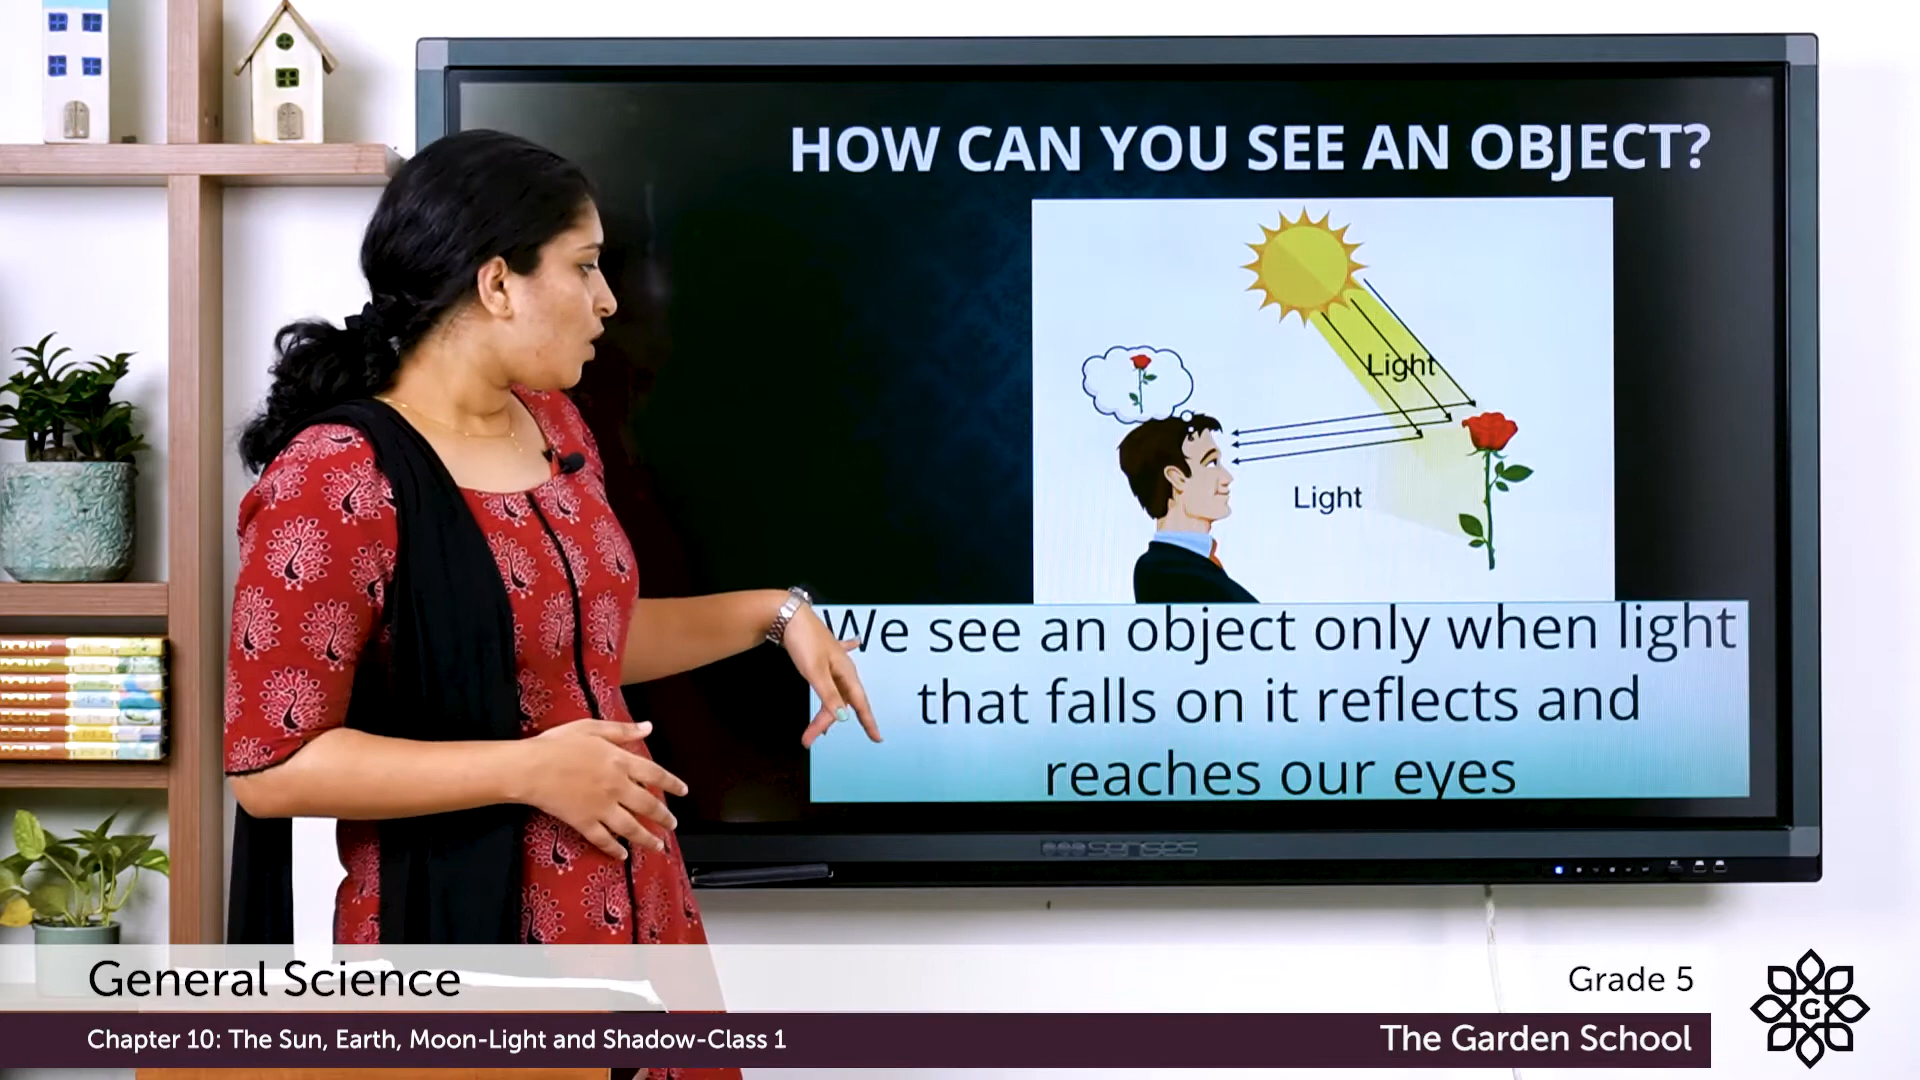 HOW CAN YOU SEE AN OBJECT?
Light
Light
We see an object only when light
that falls on it reflects and
reaches our eyes
senses
General Science
Grade 5
Chapter 10: The Sun, Earth, Moon-Light and Shadow-Class 1
The Garden School
G